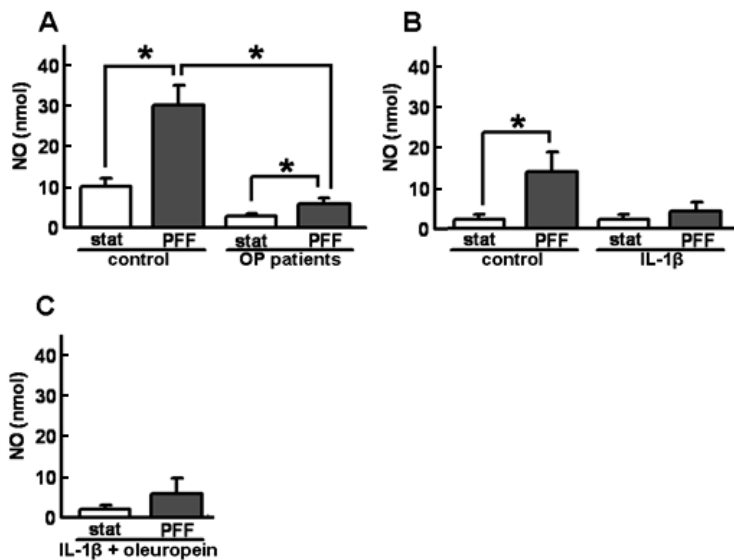 A
NO (nmol)
40
30
20
10
0
*
*
*
stat PFF stat PFF
control OP patients
B
NO (nmol)
40
30
20
10
0
*
stat PFF stat PFF
control IL-1β
C
NO (nmol)
40
30
20
10
0
stat PFF
IL-1β + oleuropein